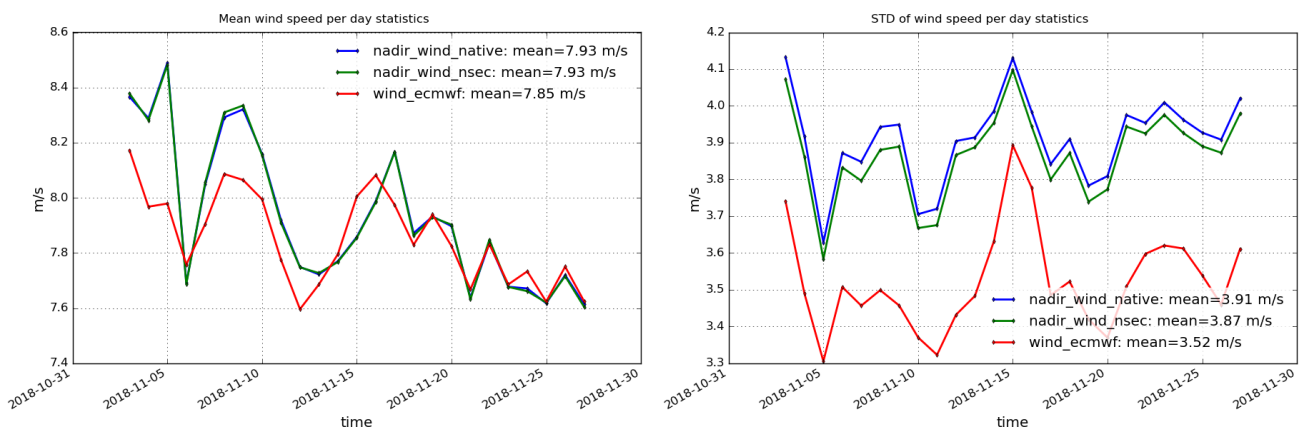 Mean wind speed per day statistics
8.6
8.4
8.2
8.0
7.8
7.6
7.4
m/s
nadir_wind_native: mean=7.93 m/s
nadir_wind_nsec: mean=7.93 m/s
wind_ecmwf: mean=7.85 m/s
2018-10-31
2018-11-05
2018-11-10
2018-11-15
2018-11-20
2018-11-25
2018-11-30
time
STD of wind speed per day statistics
4.2
4.1
4.0
3.9
3.8
3.7
3.6
3.5
3.4
3.3
m/s
nadir_wind_native: mean=3.91 m/s
nadir_wind_nsec: mean=3.87 m/s
wind_ecmwf: mean=3.52 m/s
2018-10-31
2018-11-05
2018-11-10
2018-11-15
2018-11-20
2018-11-25
2018-11-30
time